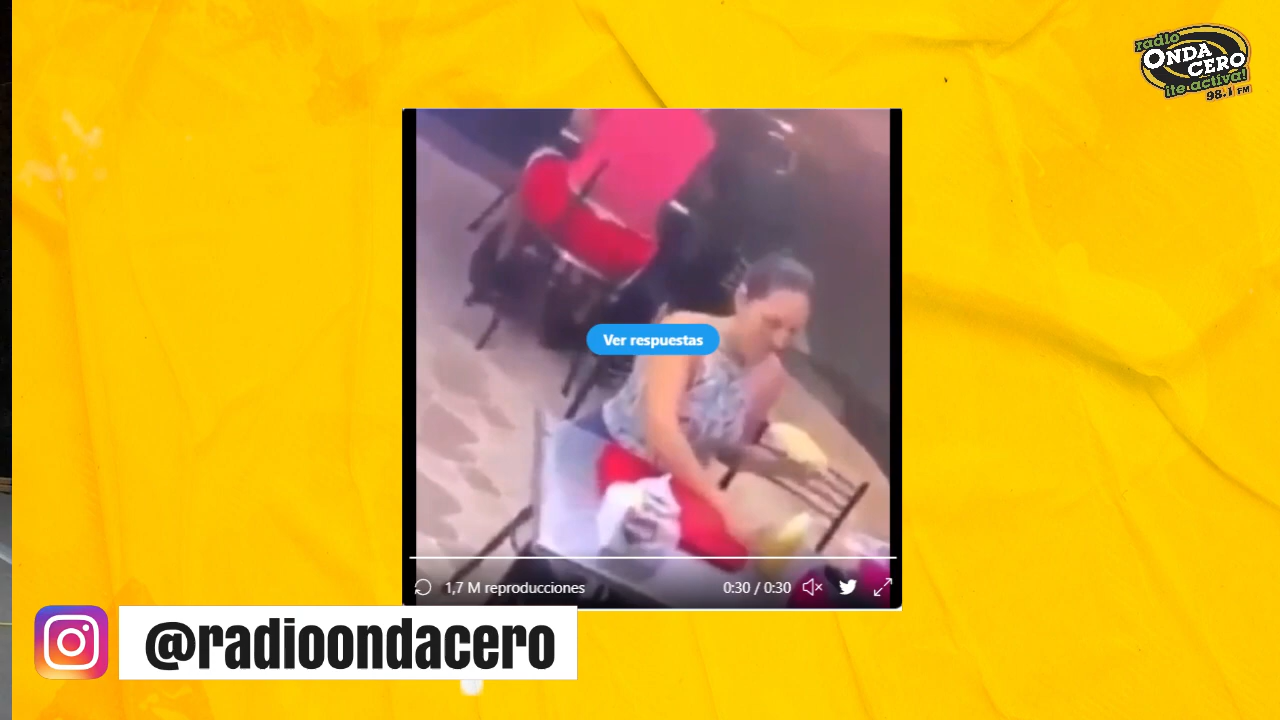 radio
ONDA
CERO
¡te activa!
98.1 FM
Ver respuestas
1,7 M reproducciones
0:30 / 0:30
@radioondacero